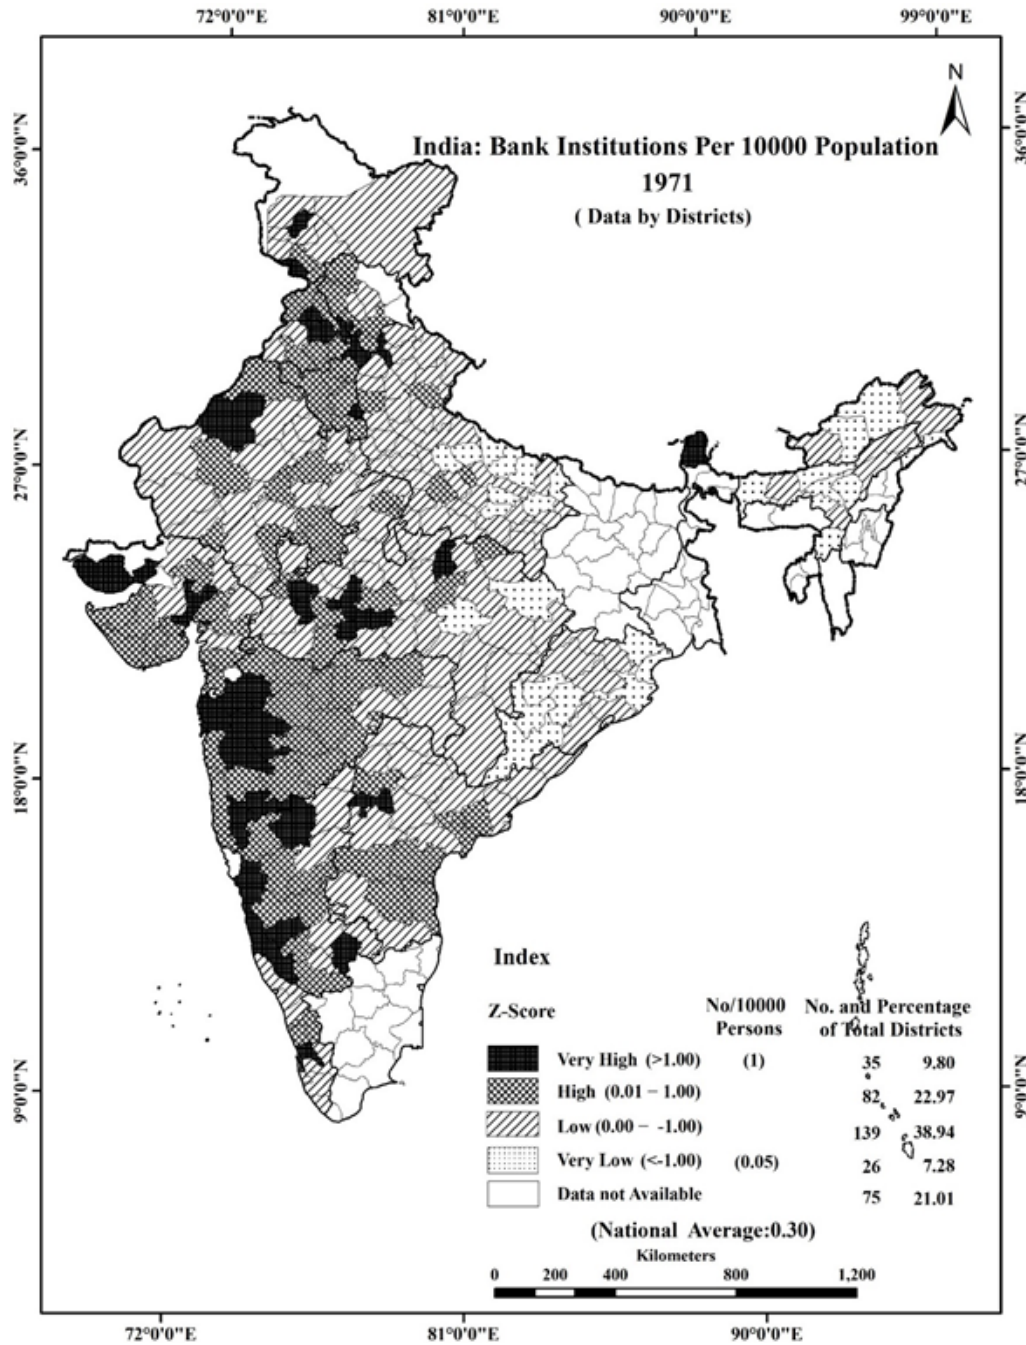 72°0'0"E 81°0'0"E 90°0'0"E 99°0'0"E
N
36°0'0"N 36°0'0"N
India: Bank Institutions Per 10000 Population
1971
( Data by Districts)
27°0'0"N 27°0'0"N
18°0'0"N 18°0'0"N
9°0'0"N 9°0'0"N
Index
Z-Score No/10000 Persons No. and Percentage of Total Districts
Very High (>1.00) (1) 35 9.80
High (0.01 – 1.00) 82 22.97
Low (0.00 – -1.00) 139 38.94
Very Low (<-1.00) (0.05) 26 7.28
Data not Available 75 21.01
(National Average:0.30)
Kilometers
0 200 400 800 1,200
72°0'0"E 81°0'0"E 90°0'0"E